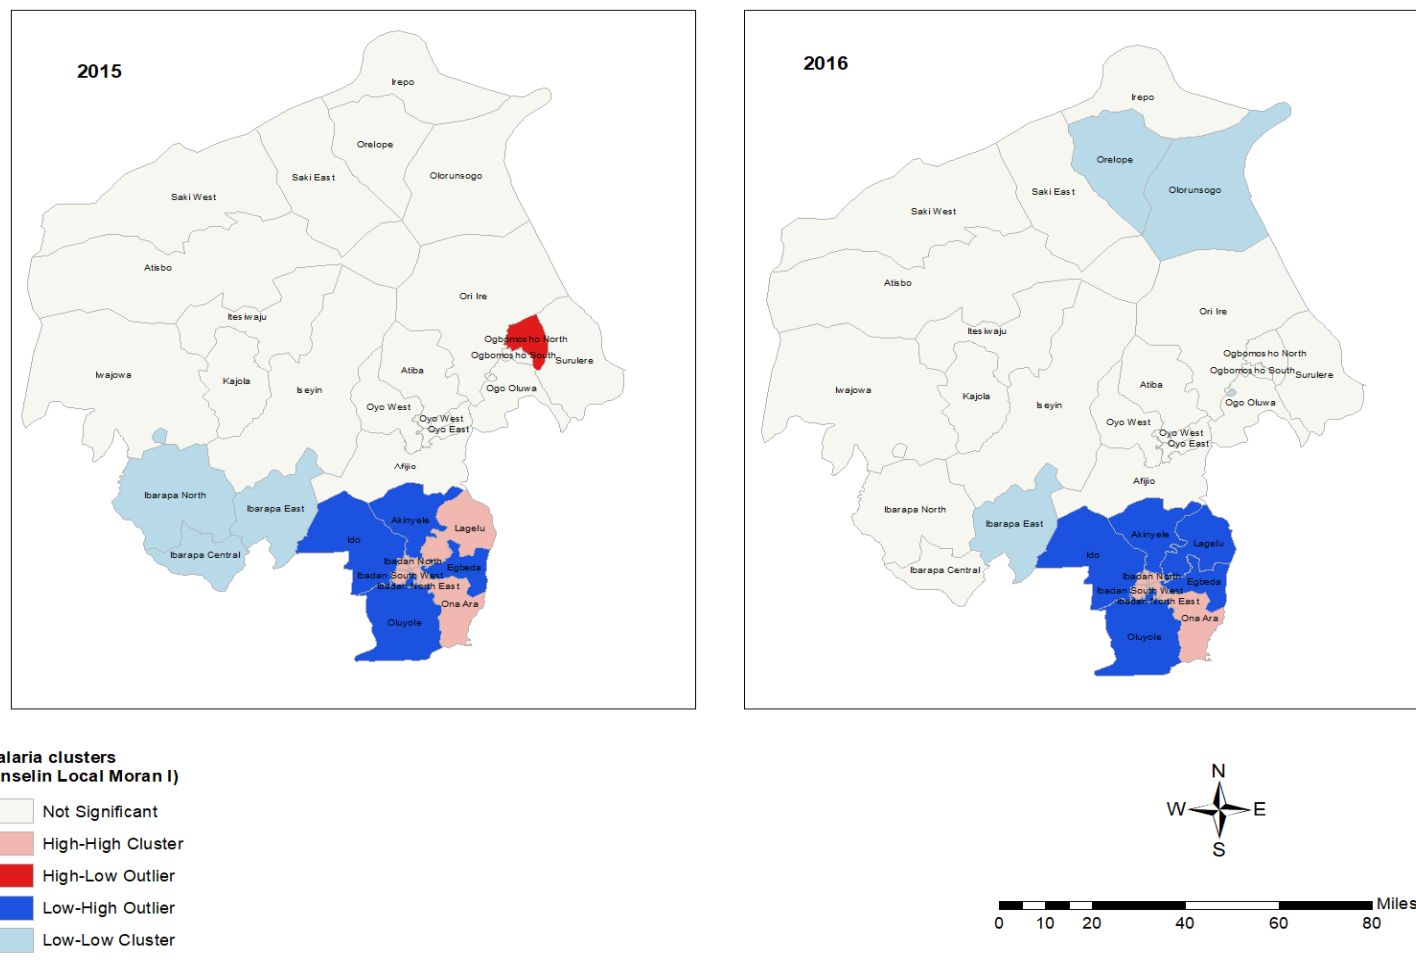 2015
Irepo
Orelope
Saki East
Olorunsogo
Saki West
Atisbo
Ori Ire
Itesiwaju
Ogbomosho North
Ogbomosho South
Surulere
Iwajowa
Kajola
Iseyin
Atiba
Ogo Oluwa
Oyo West
Oyo West
Oyo East
Afijio
Ibarapa North
Ibarapa East
Ibarapa Central
Akinyele
Lagelu
Ido
Ibadan North
Egbeda
Ibadan South West
Ibadan North East
Ona Ara
Oluyole
2016
Irepo
Orelope
Saki East
Olorunsogo
Saki West
Atisbo
Ori Ire
Itesiwaju
Ogbomosho North
Ogbomosho South
Surulere
Iwajowa
Kajola
Iseyin
Atiba
Ogo Oluwa
Oyo West
Oyo West
Oyo East
Afijio
Ibarapa North
Ibarapa East
Ibarapa Central
Akinyele
Lagelu
Ido
Ibadan North
Egbeda
Ibadan South West
Ibadan North East
Ona Ara
Oluyole
alaria clusters
nselin Local Moran I)
Not Significant
High-High Cluster
High-Low Outlier
Low-High Outlier
Low-Low Cluster
N
W E
S
Miles
0 10 20 40 60 80